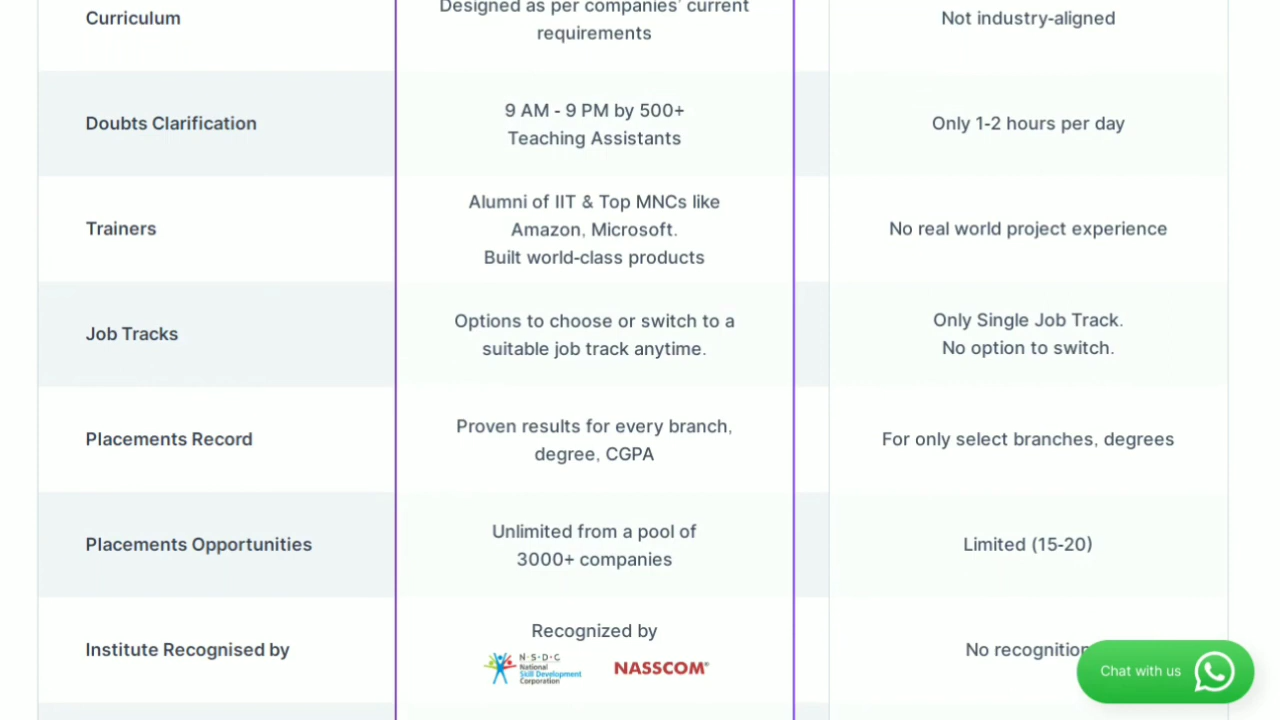 Curriculum
Designed as per companies' current
requirements
Not industry-aligned
Doubts Clarification
9 AM - 9 PM by 500+
Teaching Assistants
Only 1-2 hours per day
Trainers
Alumni of IIT & Top MNCs like
Amazon, Microsoft.
Built world-class products
No real world project experience
Job Tracks
Options to choose or switch to a
suitable job track anytime.
Only Single Job Track.
No option to switch.
Placements Record
Proven results for every branch,
degree, CGPA
For only select branches, degrees
Placements Opportunities
Unlimited from a pool of
3000+ companies
Limited (15-20)
Institute Recognised by
Recognized by
N·S·D·C
National
Skill Development
Corporation
NASSCOM®
No recognition
Chat with us